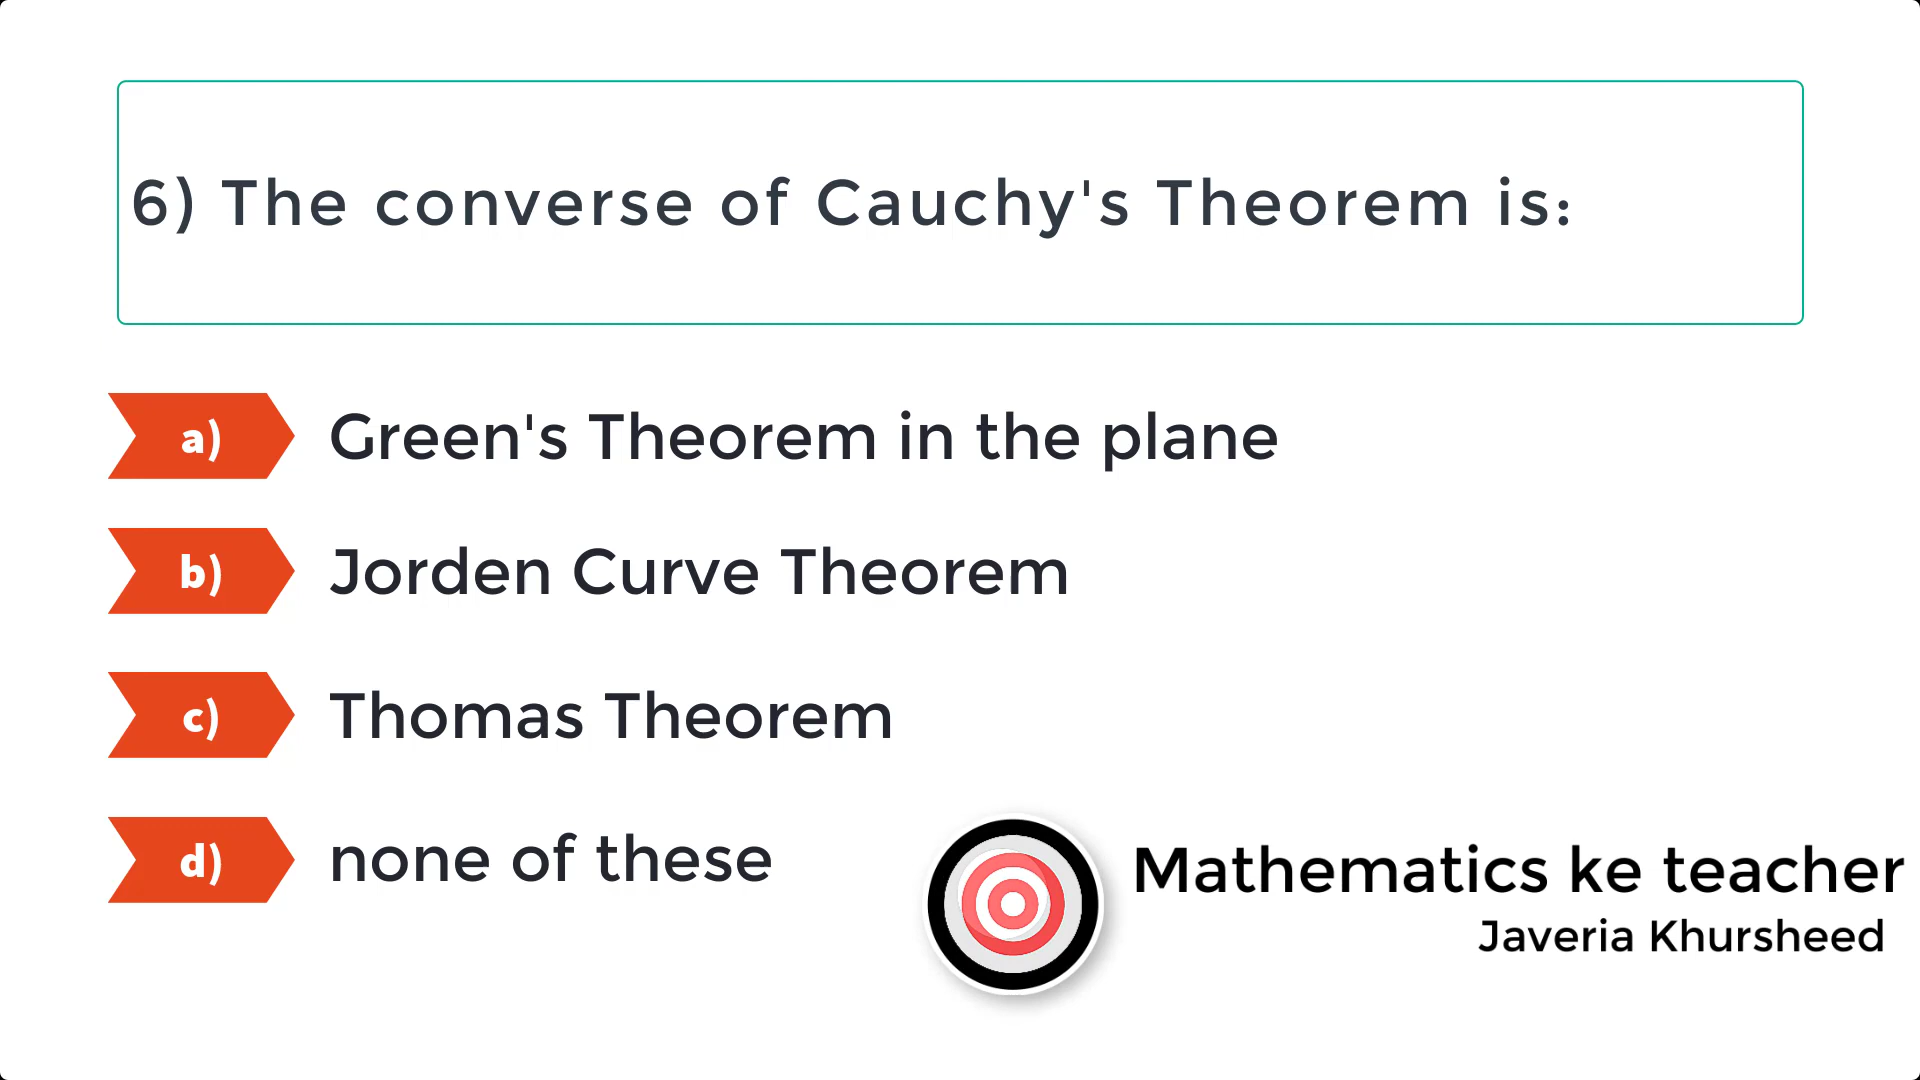 6) The converse of Cauchy's Theorem is:
a) Green's Theorem in the plane
b) Jorden Curve Theorem
c) Thomas Theorem
d) none of these
Mathematics ke teacher
Javeria Khursheed